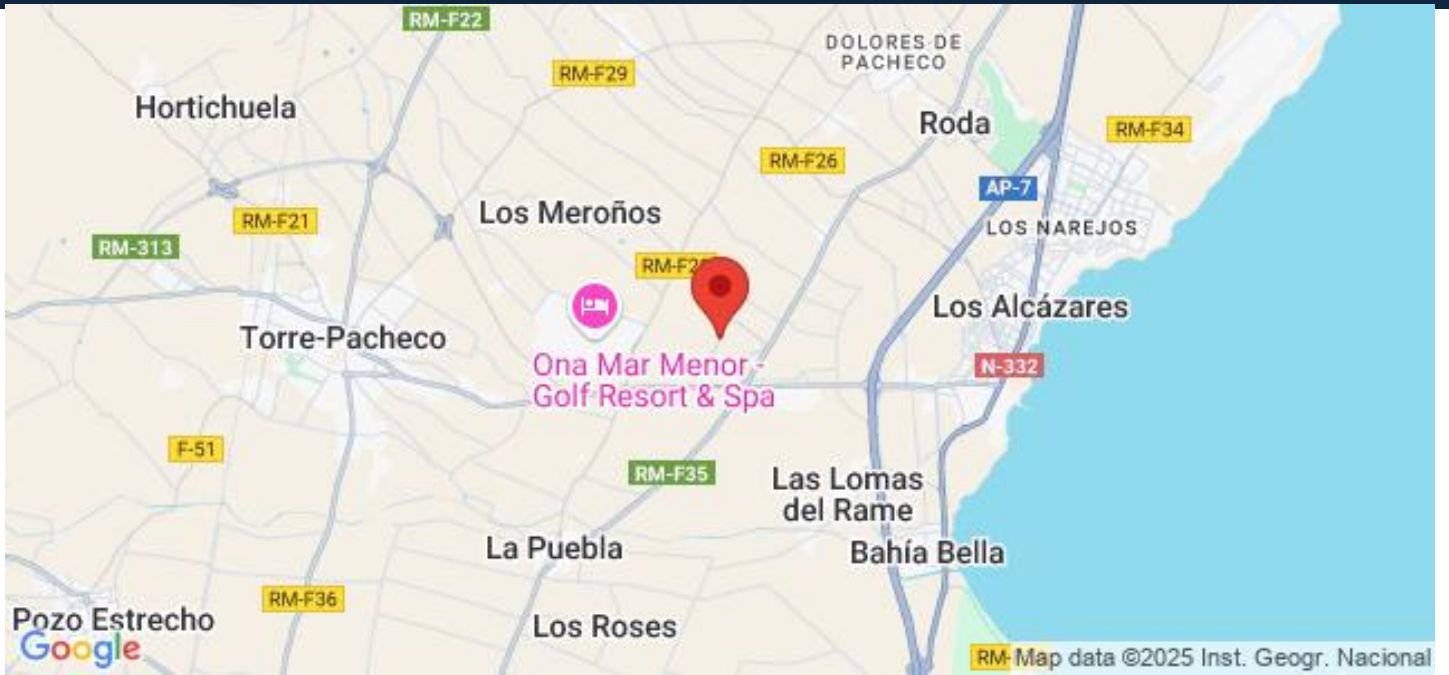 RM-F22
DOLORES DE
PACHECO
RM-F29
Hortichuela
Roda
RM-F34
RM-F26
AP-7
Los Meroños
RM-F21
LOS NAREJOS
RM-313
Los Alcázares
Torre-Pacheco
Ona Mar Menor -
Golf Resort & Spa
N-332
F-51
RM-F35
Las Lomas
del Rame
La Puebla
Bahía Bella
RM-F36
Pozo Estrecho
Los Roses
Google
Map data ©2025 Inst. Geogr. Nacional